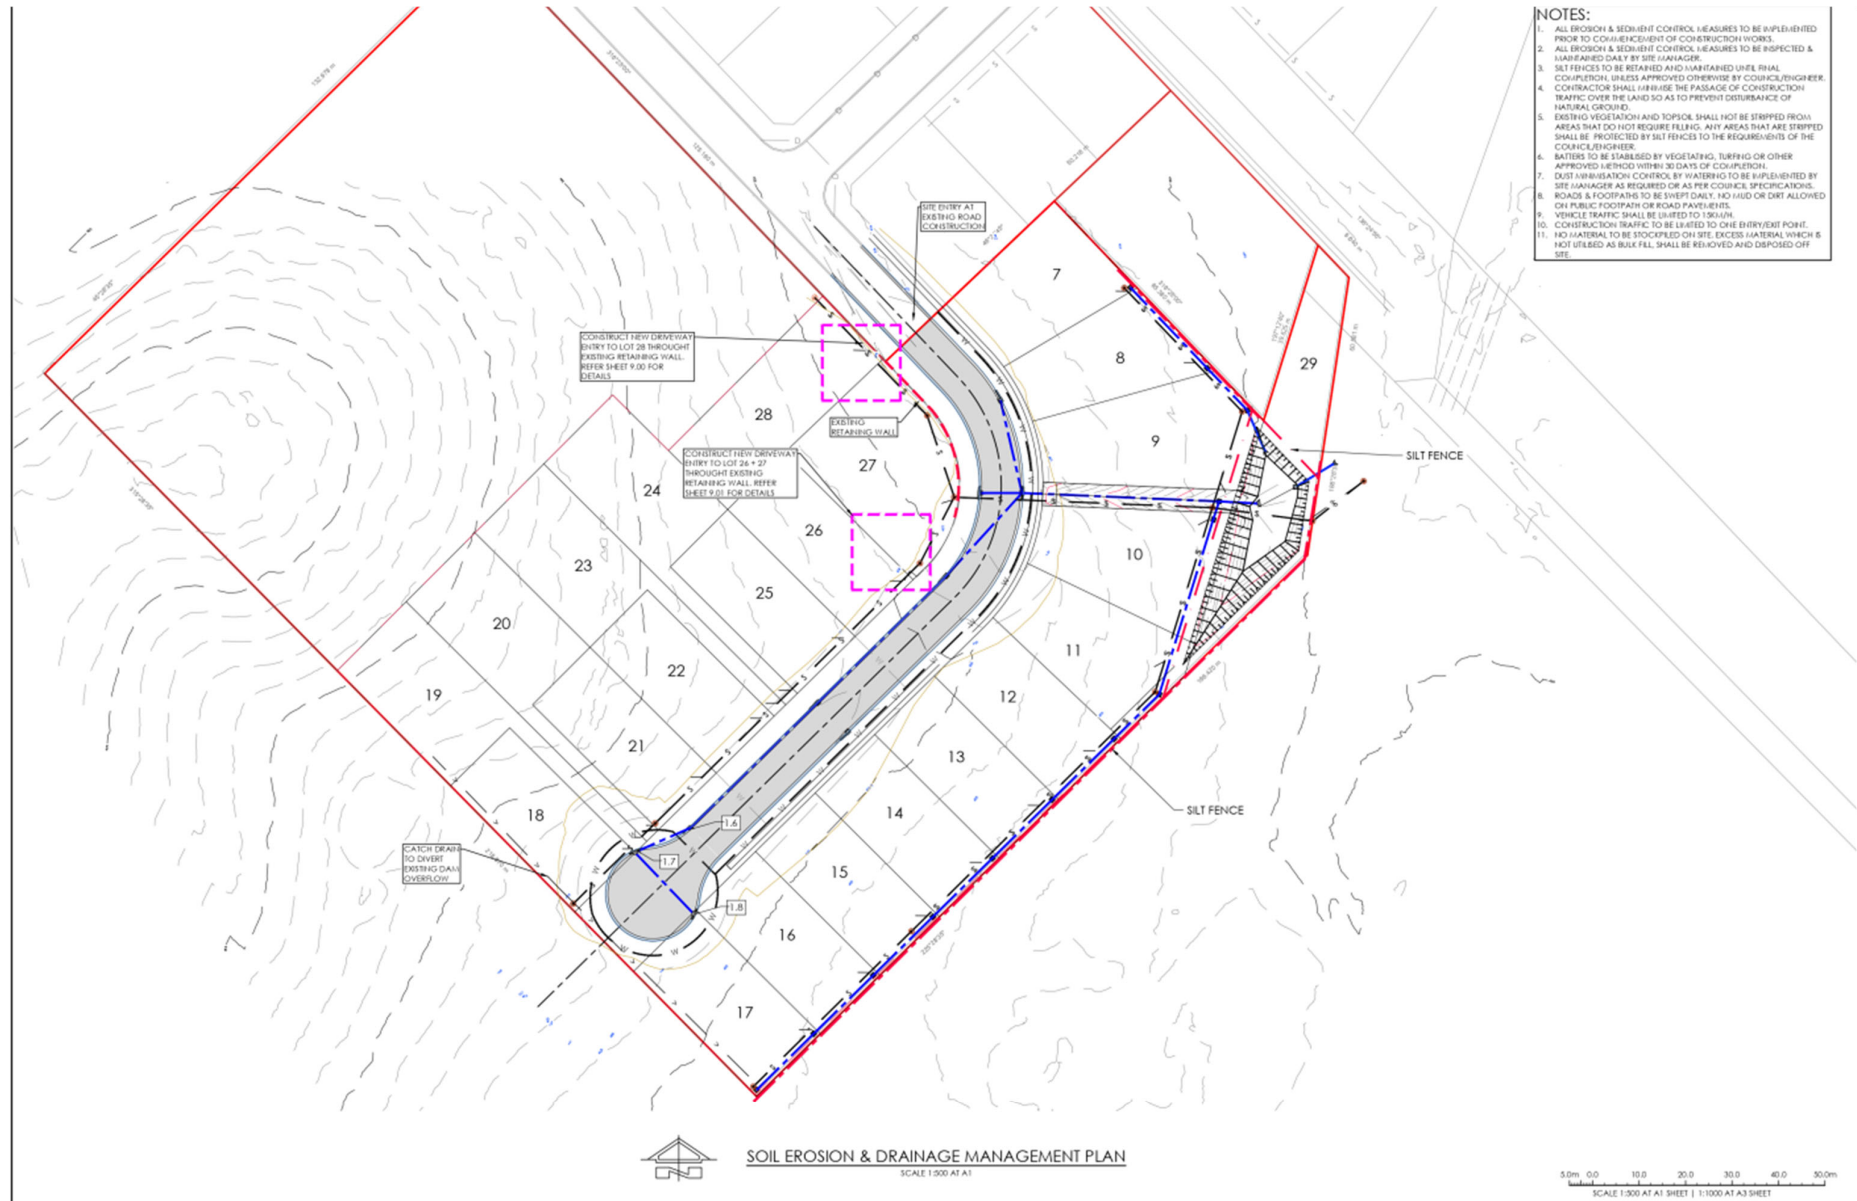 NOTES:
1. ALL EROSION & SEDIMENT CONTROL MEASURES TO BE IMPLEMENTED
PRIOR TO COMMENCEMENT OF CONSTRUCTION WORKS.
2. ALL EROSION & SEDIMENT CONTROL MEASURES TO BE INSPECTED &
MAINTAINED DAILY BY SITE MANAGER.
3. SILT FENCES TO BE RETAINED AND MAINTAINED UNTIL FINAL
COMPLETION, UNLESS APPROVED OTHERWISE BY COUNCIL/ENGINEER.
4. CONTRACTOR SHALL MINIMISE THE PASSAGE OF CONSTRUCTION
TRAFFIC OVER THE LAND SO AS TO PREVENT DISTURBANCE OF
NATURAL GROUND.
5. EXISTING VEGETATION AND TOPSOIL SHALL NOT BE STRIPPED FROM
AREAS THAT DO NOT REQUIRE FILLING. ANY AREAS THAT ARE STRIPPED
SHALL BE PROTECTED BY SILT FENCES TO THE REQUIREMENTS OF THE
COUNCIL/ENGINEER.
6. BATTERS TO BE STABILISED BY VEGETATING, TURFING OR OTHER
APPROVED METHOD WITHIN 30 DAYS OF COMPLETION.
7. DUST MINIMISATION CONTROL BY WATERING TO BE IMPLEMENTED BY
SITE MANAGER AS REQUIRED OR AS PER COUNCIL SPECIFICATIONS.
8. ROADS & FOOTPATHS TO BE SWEPT DAILY. NO MUD OR DIRT ALLOWED
ON PUBLIC FOOTPATH OR ROAD PAVEMENTS.
9. VEHICLE TRAFFIC SHALL BE LIMITED TO 15KM/H.
10. CONSTRUCTION TRAFFIC TO BE LIMITED TO ONE ENTRY/EXIT POINT.
11. NO MATERIAL TO BE STOCKPILED ON SITE. EXCESS MATERIAL WHICH IS
NOT UTILISED AS BULK FILL, SHALL BE REMOVED AND DISPOSED OFF
SITE.
132.878 m
SITE ENTRY AT
EXISTING ROAD
CONSTRUCTION
7
CONSTRUCT NEW DRIVEWAY
ENTRY TO LOT 28 THROUGHT
EXISTING RETAINING WALL.
REFER SHEET 9.00 FOR
DETAILS
8
29
28
EXISTING
RETAINING WALL
9
SILT FENCE
CONSTRUCT NEW DRIVEWAY
ENTRY TO LOT 26 + 27
THROUGHT EXISTING
RETAINING WALL. REFER
SHEET 9.01 FOR DETAILS
27
24
26
10
23
25
20
11
22
19
12
21
13
18
14
SILT FENCE
1.6
CATCH DRAIN
TO DIVERT
EXISTING DAM
OVERFLOW
1.7
15
1.8
16
17
SOIL EROSION & DRAINAGE MANAGEMENT PLAN
SCALE 1:500 AT A1
5.0m 0.0 10.0 20.0 30.0 40.0 50.0m
SCALE 1:500 AT A1 SHEET | 1:1000 AT A3 SHEET